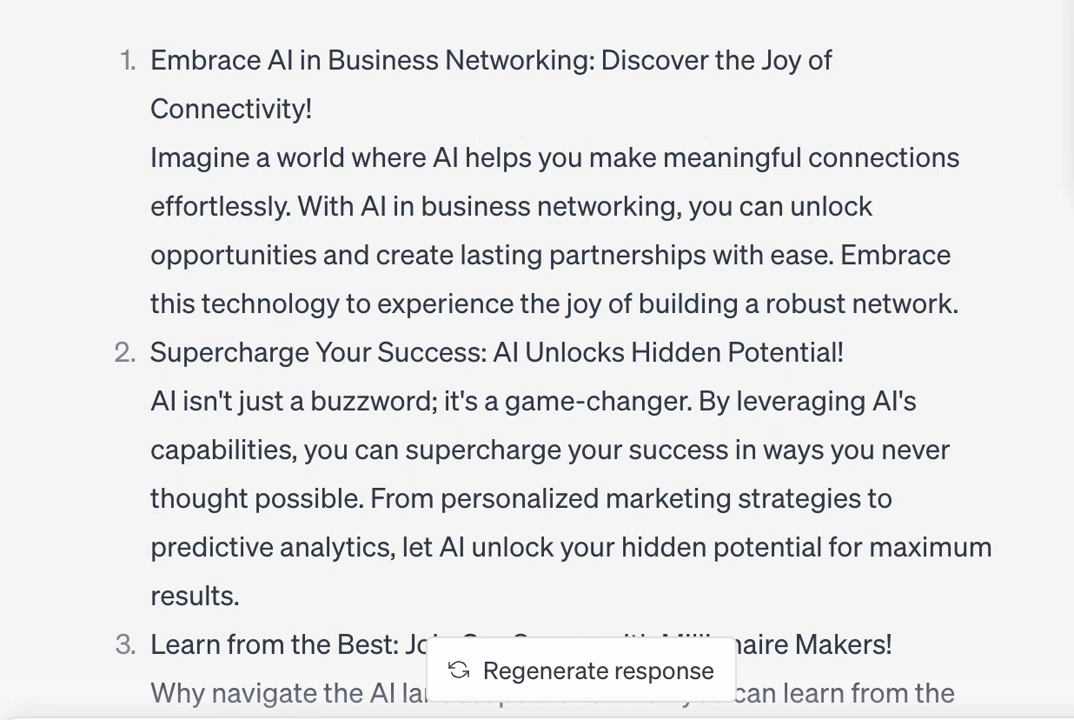 1. Embrace AI in Business Networking: Discover the Joy of
Connectivity!
Imagine a world where AI helps you make meaningful connections
effortlessly. With AI in business networking, you can unlock
opportunities and create lasting partnerships with ease. Embrace
this technology to experience the joy of building a robust network.
2. Supercharge Your Success: AI Unlocks Hidden Potential!
AI isn't just a buzzword; it's a game-changer. By leveraging AI's
capabilities, you can supercharge your success in ways you never
thought possible. From personalized marketing strategies to
predictive analytics, let AI unlock your hidden potential for maximum
results.
3. Learn from the Best: Makers!
Regenerate response
Why navigate the AI can learn from the